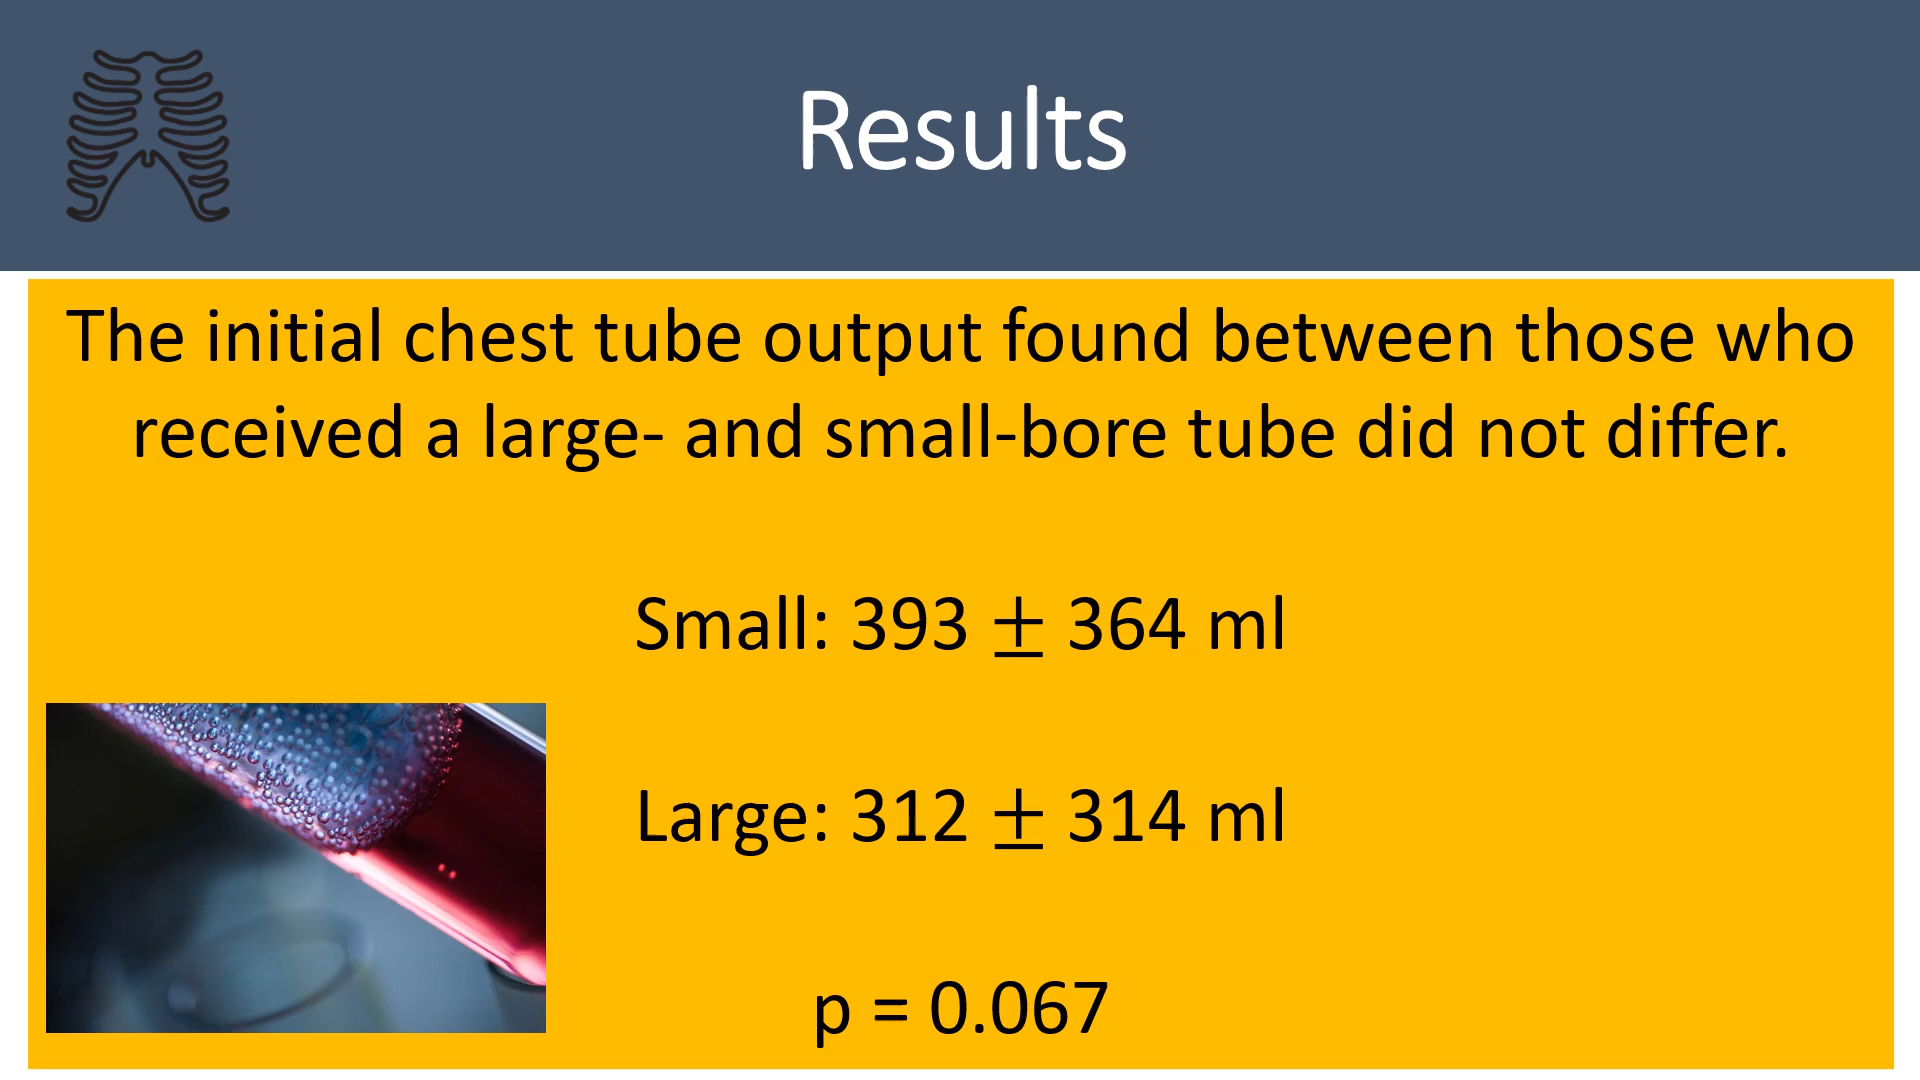 Results
The initial chest tube output found between those who
received a large- and small-bore tube did not differ.
Small: 393 ± 364 ml
Large: 312 ± 314 ml
p = 0.067